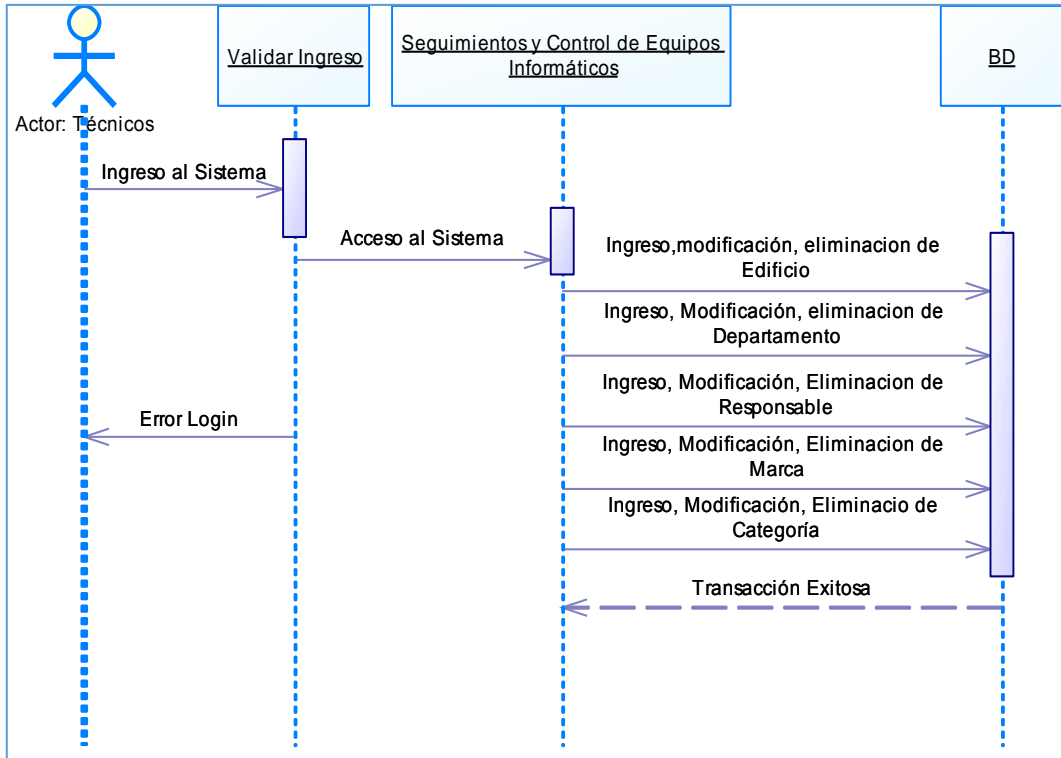 Validar Ingreso
Seguimientos y Control de Equipos
Informáticos
BD
Actor: Técnicos
Ingreso al Sistema
Acceso al Sistema
Ingreso,modificación, eliminacion de
Edificio
Ingreso, Modificación, eliminacion de
Departamento
Ingreso, Modificación, Eliminacion de
Responsable
Error Login
Ingreso, Modificación, Eliminacion de
Marca
Ingreso, Modificación, Eliminacio de
Categoría
Transacción Exitosa